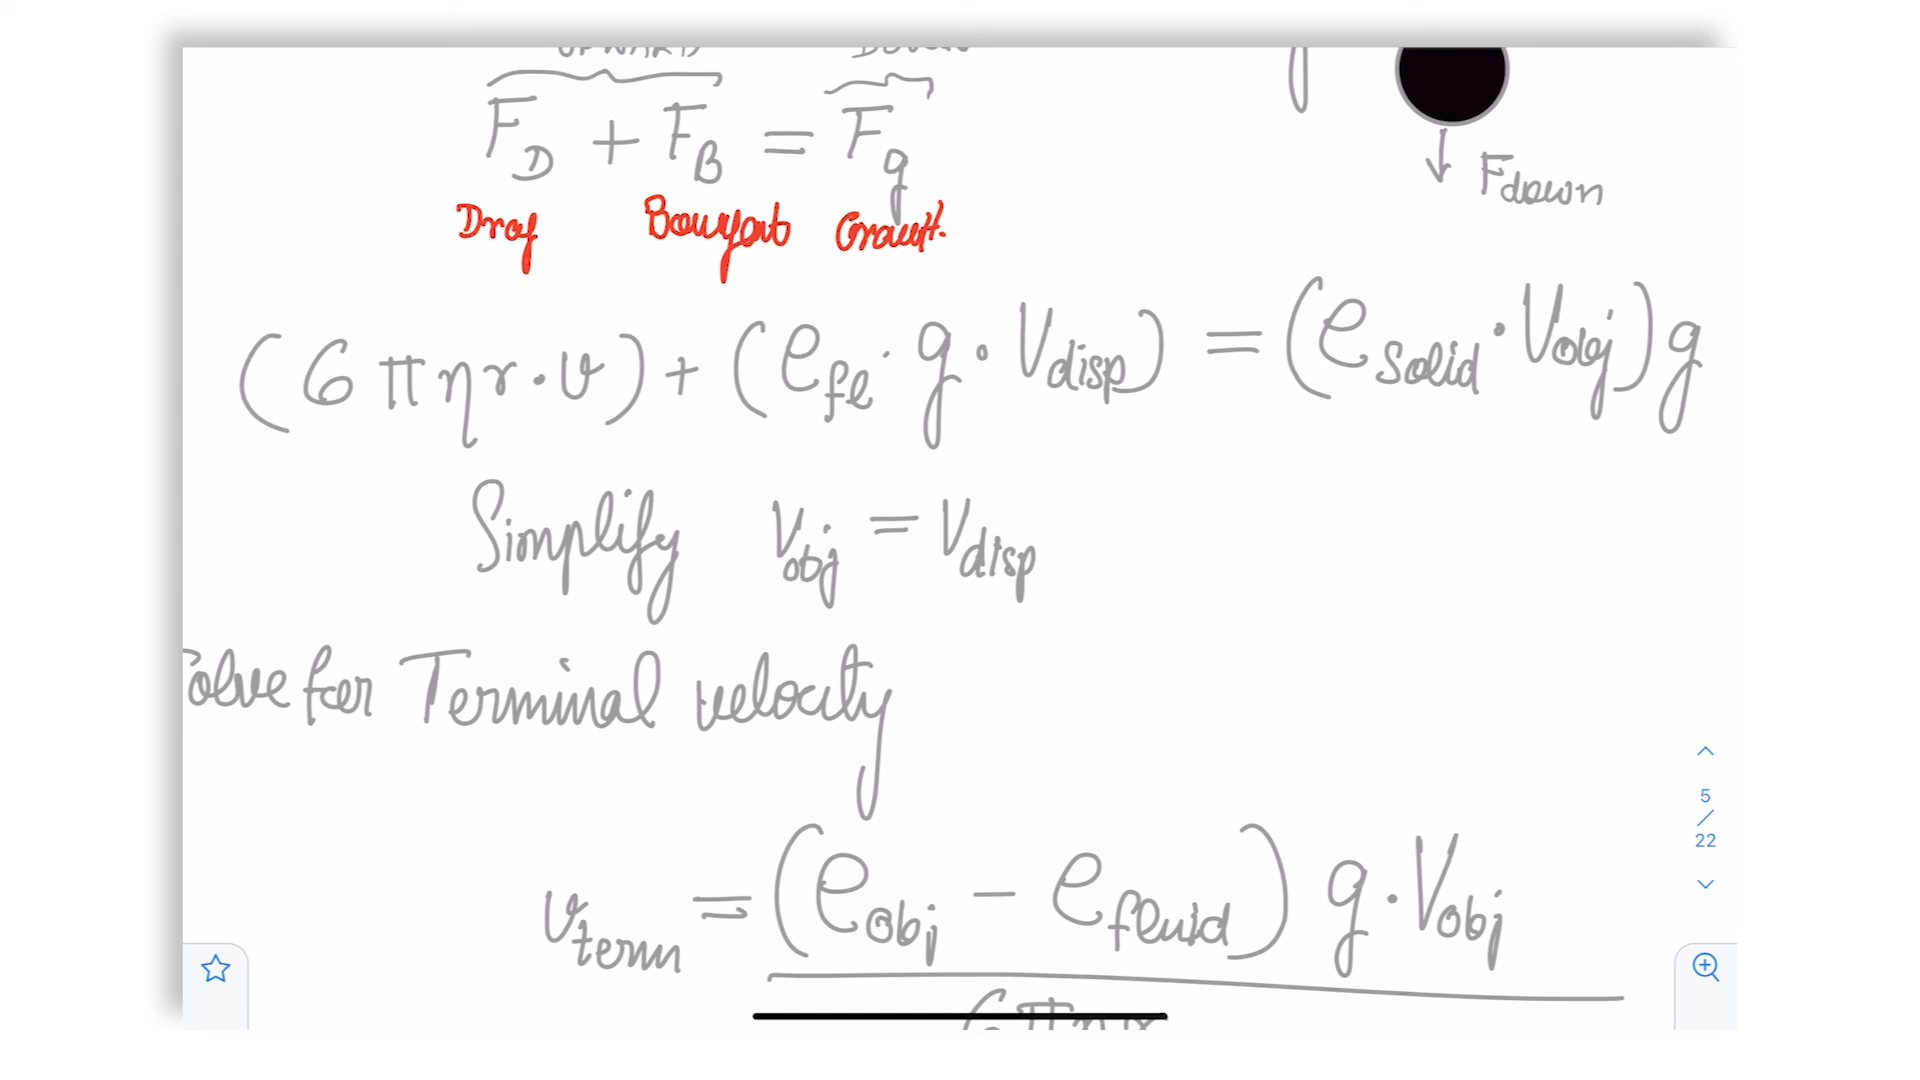 F_D + F_B = F_g
F_down
Drag Bouyant Gravit.
(6πηr·v) + (ρ_fl · g · V_disp) = (ρ_solid · V_obj) g
Simplify V_obj = V_disp
olve for Terminal velocity
5
/
22
v_term = (ρ_obj − ρ_fluid) g · V_obj
6πηr